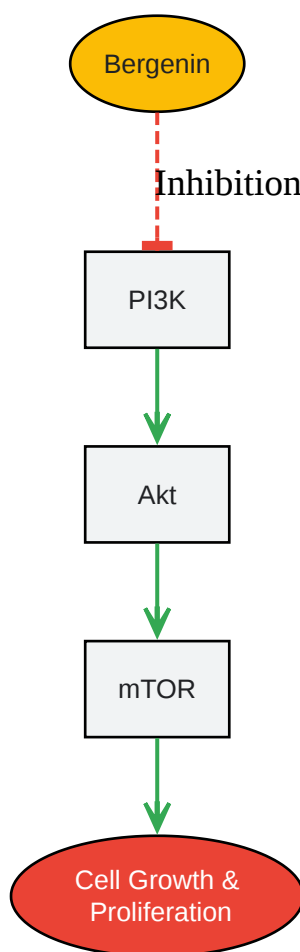 Bergenin
Inhibition
PI3K
Akt
mTOR
Cell Growth &
Proliferation